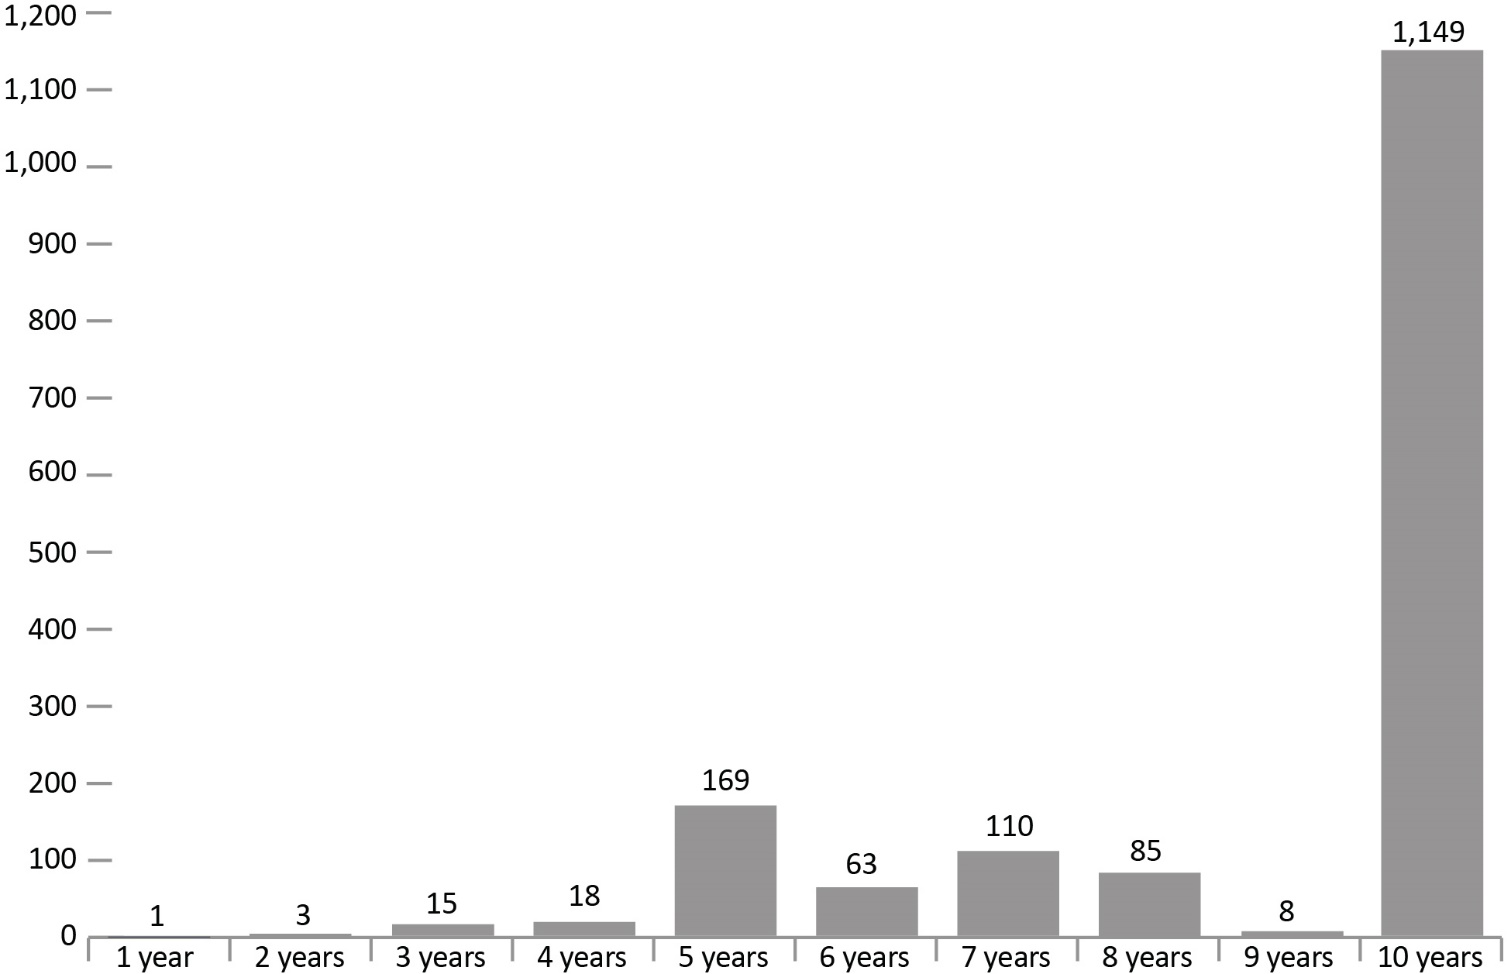 1,200
1,100
1,000
900
800
700
600
500
400
300
200
100
0
1
3
15
18
169
63
110
85
8
1,149
1 year
2 years
3 years
4 years
5 years
6 years
7 years
8 years
9 years
10 years